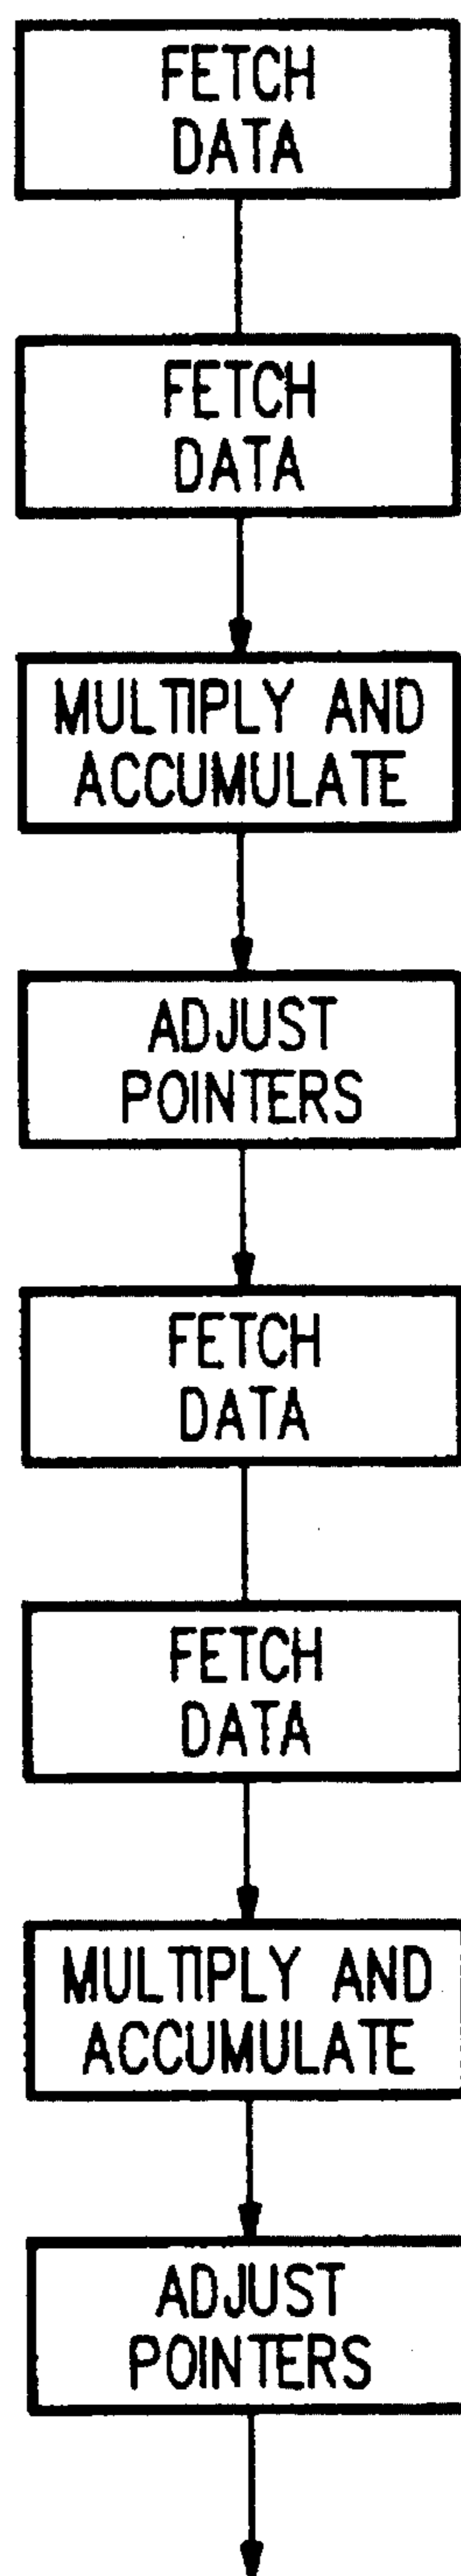 FETCH
DATA
FETCH
DATA
MULTIPLY AND
ACCUMULATE
ADJUST
POINTERS
FETCH
DATA
FETCH
DATA
MULTIPLY AND
ACCUMULATE
ADJUST
POINTERS